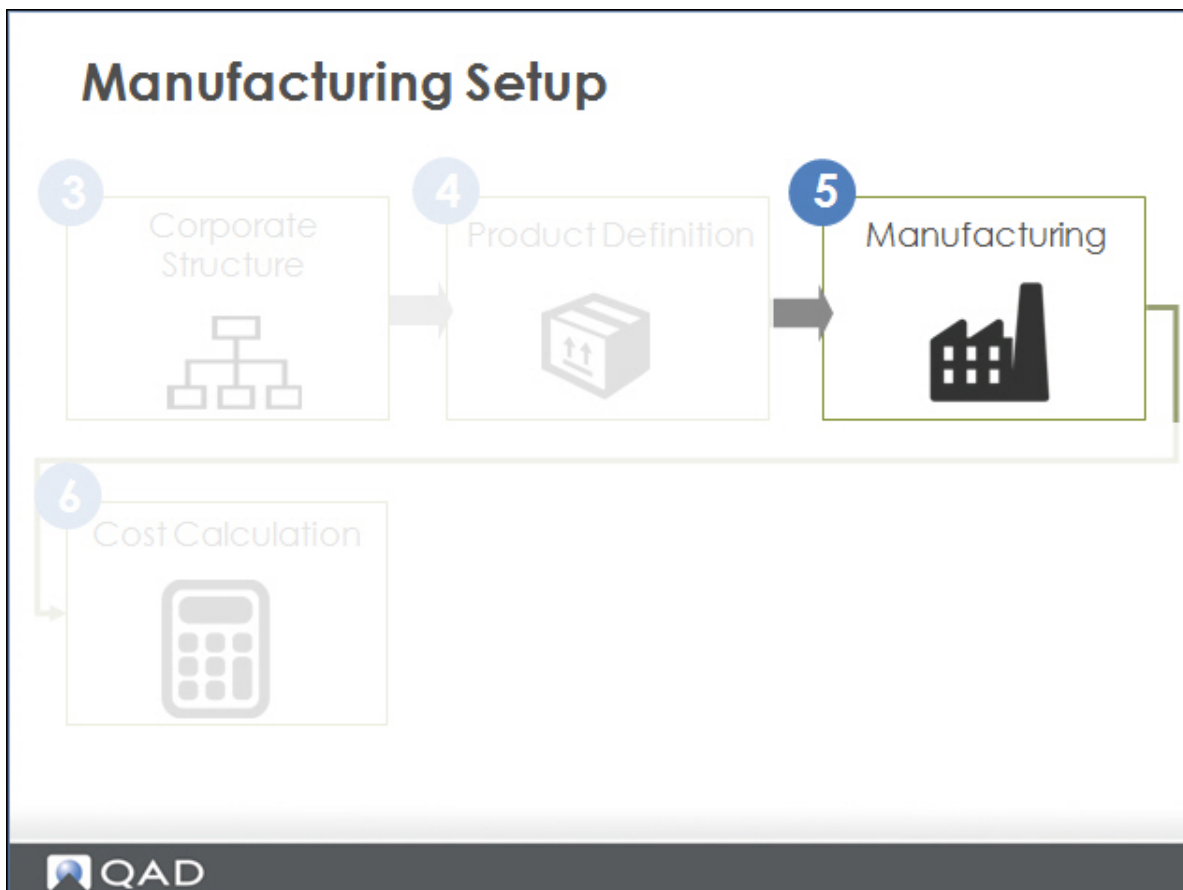 Manufacturing Setup
3
Corporate
Structure
4
Product Definition
5
Manufacturing
6
Cost Calculation
QAD